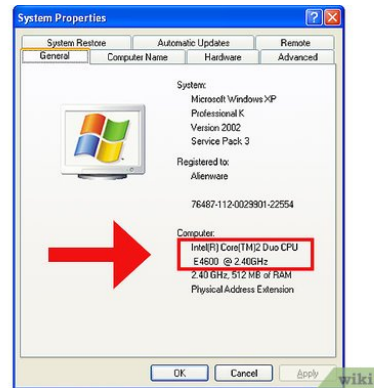 System Properties
System Restore
Automatic Updates
Remote
General
Computer Name
Hardware
Advanced
System:
Microsoft Windows XP
Professional K
Version 2002
Service Pack 3
Registered to:
Alienware
76487-112-0029901-22554
Computer:
Intel(R) Core(TM)2 Duo CPU
E4600 @ 2.40GHz
2.40 GHz, 512 MB of RAM
Physical Address Extension
OK
Cancel
Apply
wiki